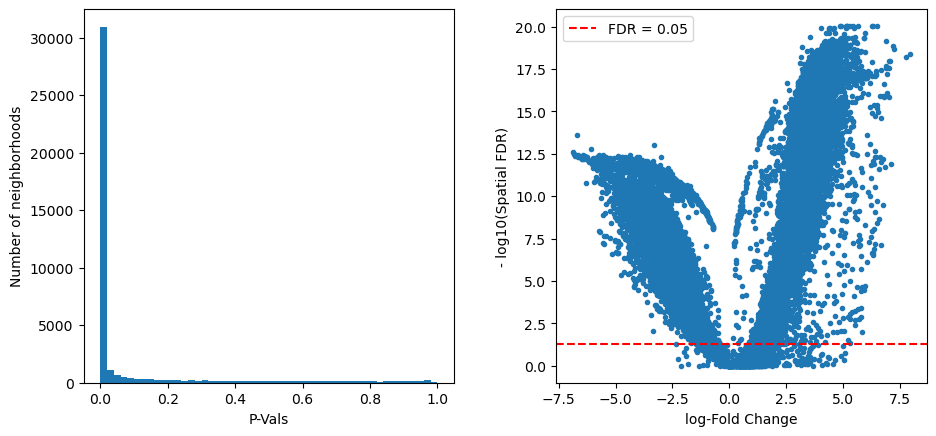 30000
25000
20000
15000
10000
5000
0
Number of neighborhoods
0.0 0.2 0.4 0.6 0.8 1.0
P-Vals
FDR = 0.05
20.0
17.5
15.0
12.5
10.0
7.5
5.0
2.5
0.0
- log10(Spatial FDR)
−7.5 −5.0 −2.5 0.0 2.5 5.0 7.5
log-Fold Change